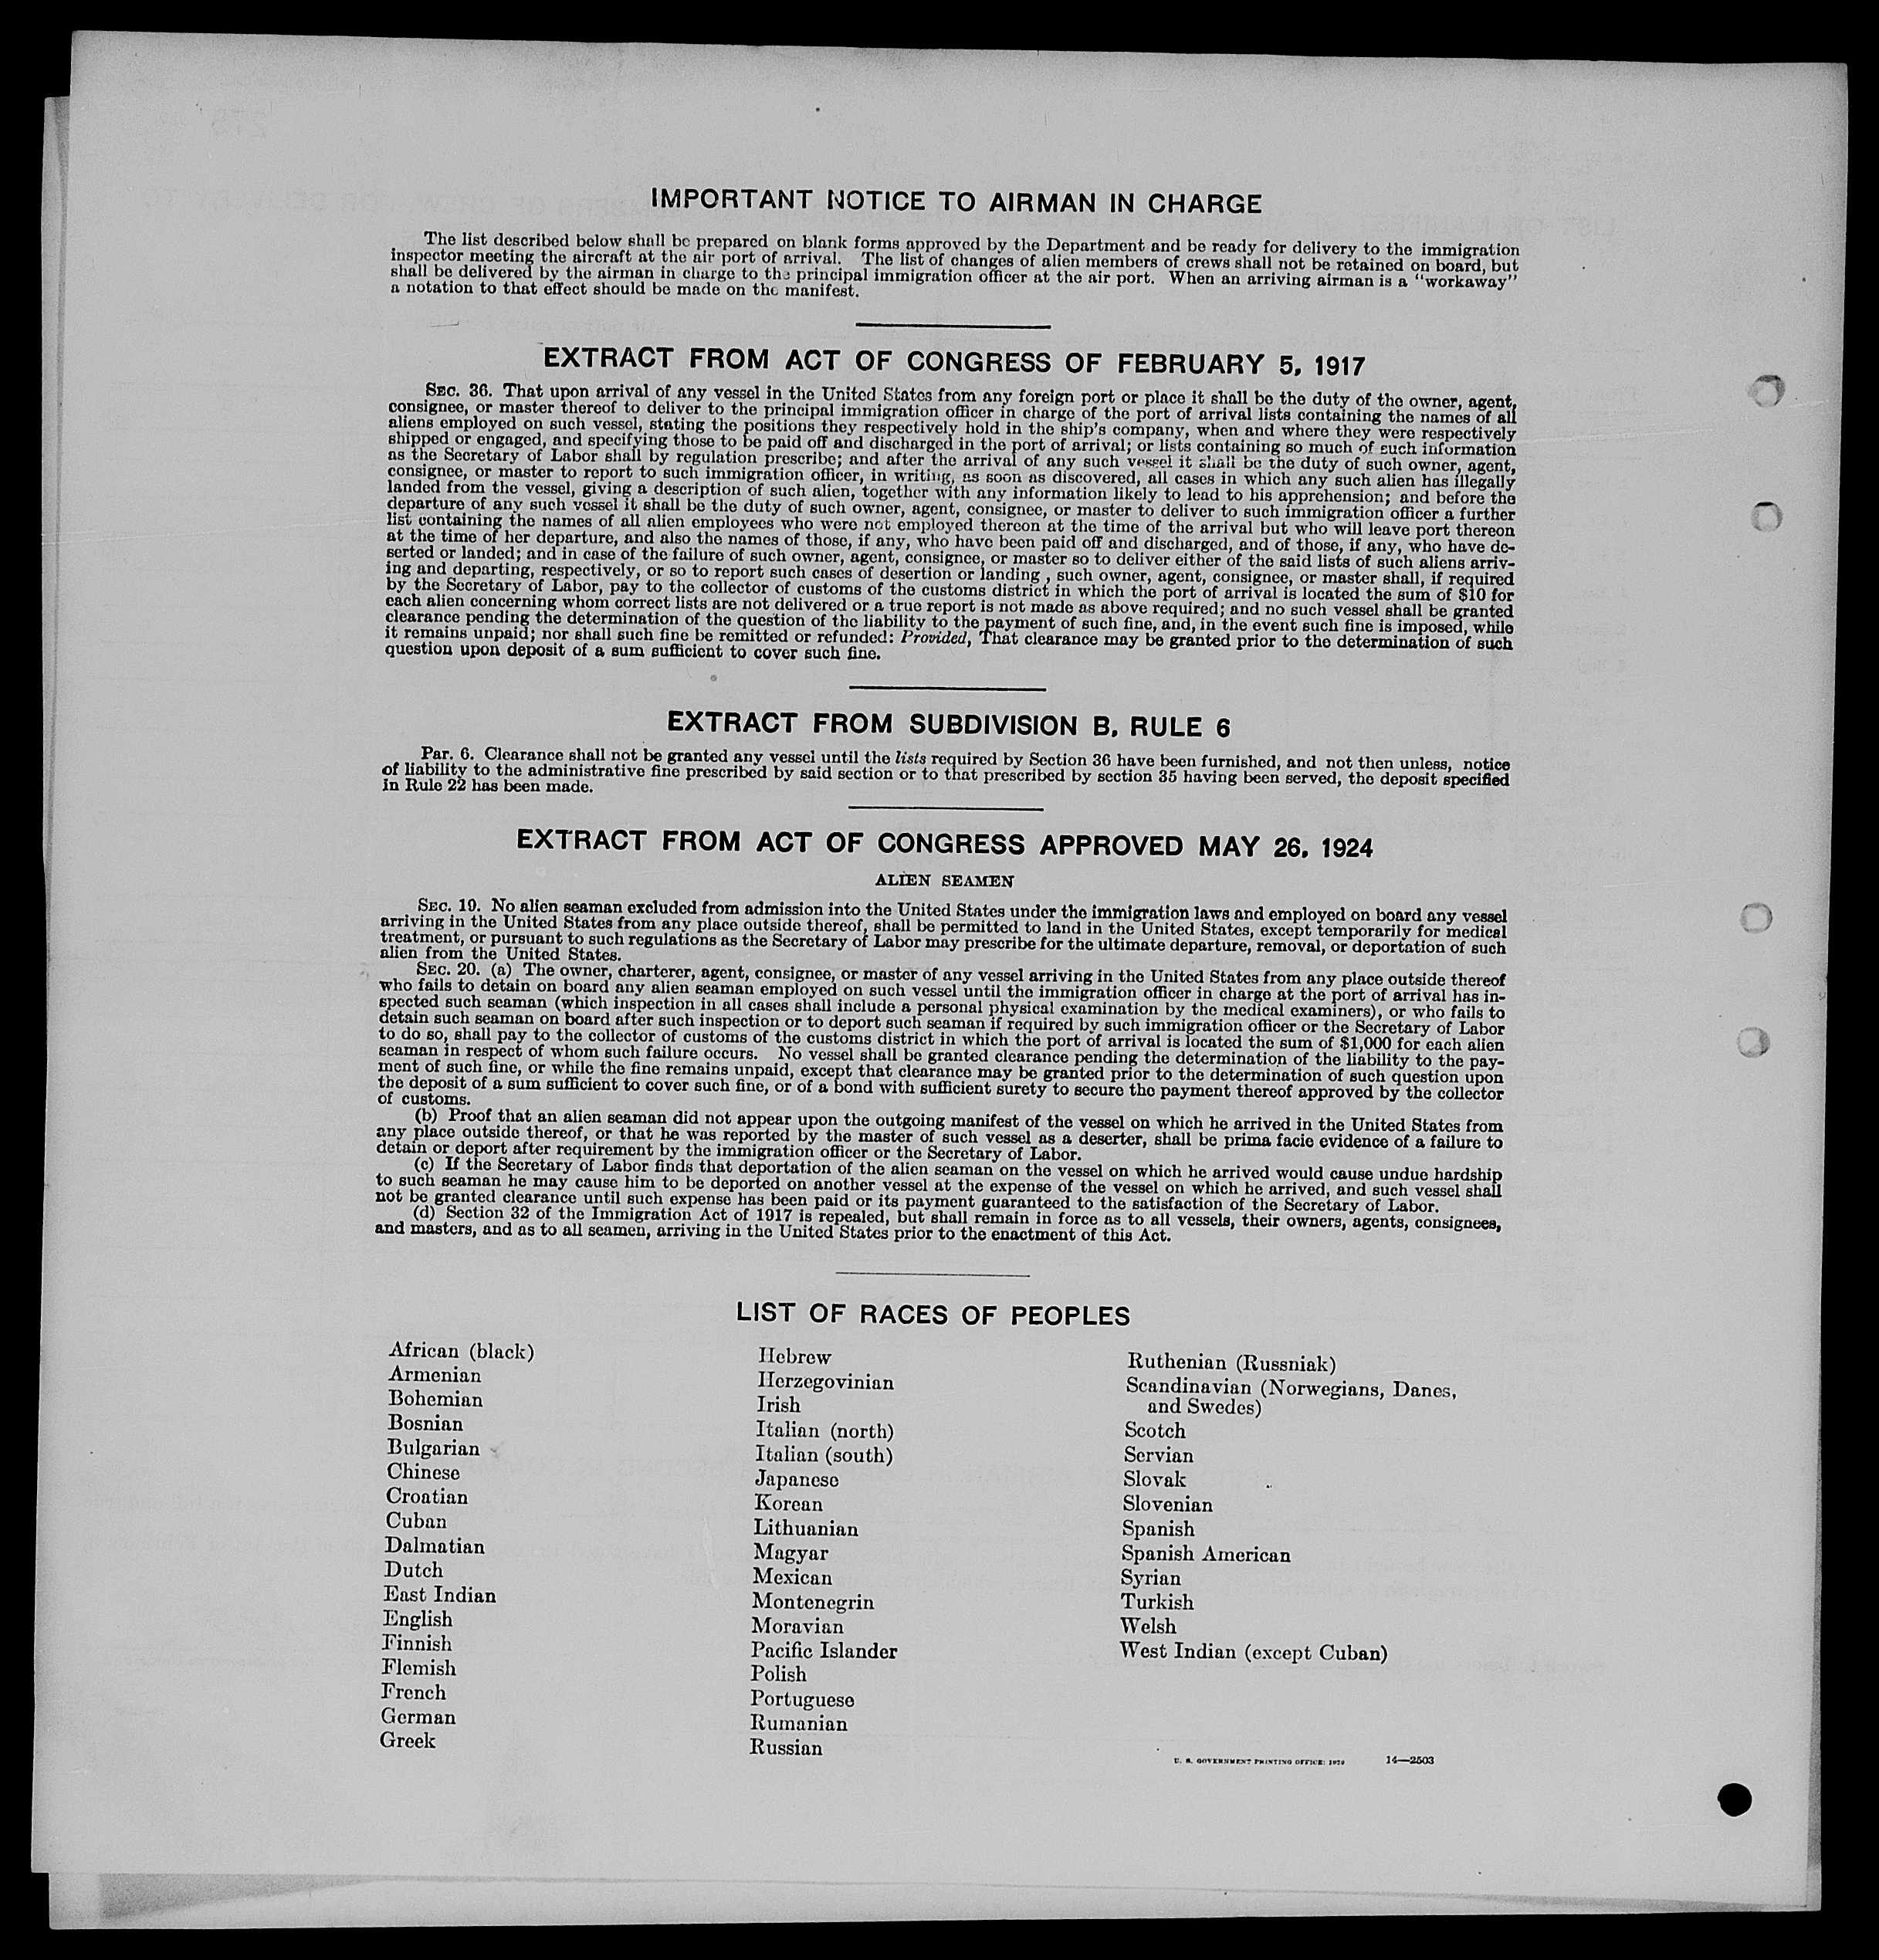 IMPORTANT NOTICE TO AIRMAN IN CHARGE
The list described below shall be prepared on blank forms approved by the Department and be ready for delivery to the immigration
inspector meeting the aircraft at the air port of arrival. The list of changes of alien members of crews shall not be retained on board, but
shall be delivered by the airman in charge to the principal immigration officer at the air port. When an arriving airman is a "workaway"
a notation to that effect should be made on the manifest.
EXTRACT FROM ACT OF CONGRESS OF FEBRUARY 5, 1917
SEC. 36. That upon arrival of any vessel in the United States from any foreign port or place it shall be the duty of the owner, agent,
consignee, or master thereof to deliver to the principal immigration officer in charge of the port of arrival lists containing the names of all
aliens employed on such vessel, stating the positions they respectively hold in the ship's company, when and where they were respectively
shipped or engaged, and specifying those to be paid off and discharged in the port of arrival; or lists containing so much of such information
as the Secretary of Labor shall by regulation prescribe; and after the arrival of any such vessel it shall be the duty of such owner, agent,
consignee, or master to report to such immigration officer, in writing, as soon as discovered, all cases in which any such alien has illegally
landed from the vessel, giving a description of such alien, together with any information likely to lead to his apprehension; and before the
departure of any such vessel it shall be the duty of such owner, agent, consignee, or master to deliver to such immigration officer a further
list containing the names of all alien employees who were not employed thereon at the time of the arrival but who will leave port thereon
at the time of her departure, and also the names of those, if any, who have been paid off and discharged, and of those, if any, who have de-
serted or landed; and in case of the failure of such owner, agent, consignee, or master so to deliver either of the said lists of such aliens arriv-
ing and departing, respectively, or so to report such cases of desertion or landing , such owner, agent, consignee, or master shall, if required
by the Secretary of Labor, pay to the collector of customs of the customs district in which the port of arrival is located the sum of $10 for
each alien concerning whom correct lists are not delivered or a true report is not made as above required; and no such vessel shall be granted
clearance pending the determination of the question of the liability to the payment of such fine, and, in the event such fine is imposed, while
it remains unpaid; nor shall such fine be remitted or refunded: Provided, That clearance may be granted prior to the determination of such
question upon deposit of a sum sufficient to cover such fine.
EXTRACT FROM SUBDIVISION B, RULE 6
Par. 6. Clearance shall not be granted any vessel until the lists required by Section 36 have been furnished, and not then unless, notice
of liability to the administrative fine prescribed by said section or to that prescribed by section 35 having been served, the deposit specified
in Rule 22 has been made.
EXTRACT FROM ACT OF CONGRESS APPROVED MAY 26, 1924
ALIEN SEAMEN
SEC. 19. No alien seaman excluded from admission into the United States under the immigration laws and employed on board any vessel
arriving in the United States from any place outside thereof, shall be permitted to land in the United States, except temporarily for medical
treatment, or pursuant to such regulations as the Secretary of Labor may prescribe for the ultimate departure, removal, or deportation of such
alien from the United States.
SEC. 20. (a) The owner, charterer, agent, consignee, or master of any vessel arriving in the United States from any place outside thereof
who fails to detain on board any alien seaman employed on such vessel until the immigration officer in charge at the port of arrival has in-
spected such seaman (which inspection in all cases shall include a personal physical examination by the medical examiners), or who fails to
detain such seaman on board after such inspection or to deport such seaman if required by such immigration officer or the Secretary of Labor
to do so, shall pay to the collector of customs of the customs district in which the port of arrival is located the sum of $1,000 for each alien
seaman in respect of whom such failure occurs. No vessel shall be granted clearance pending the determination of the liability to the pay-
ment of such fine, or while the fine remains unpaid, except that clearance may be granted prior to the determination of such question upon
the deposit of a sum sufficient to cover such fine, or of a bond with sufficient surety to secure the payment thereof approved by the collector
of customs.
(b) Proof that an alien seaman did not appear upon the outgoing manifest of the vessel on which he arrived in the United States from
any place outside thereof, or that he was reported by the master of such vessel as a deserter, shall be prima facie evidence of a failure to
detain or deport after requirement by the immigration officer or the Secretary of Labor.
(c) If the Secretary of Labor finds that deportation of the alien seaman on the vessel on which he arrived would cause undue hardship
to such seaman he may cause him to be deported on another vessel at the expense of the vessel on which he arrived, and such vessel shall
not be granted clearance until such expense has been paid or its payment guaranteed to the satisfaction of the Secretary of Labor.
(d) Section 32 of the Immigration Act of 1917 is repealed, but shall remain in force as to all vessels, their owners, agents, consignees,
and masters, and as to all seamen, arriving in the United States prior to the enactment of this Act.
LIST OF RACES OF PEOPLES
African (black)
Armenian
Bohemian
Bosnian
Bulgarian
Chinese
Croatian
Cuban
Dalmatian
Dutch
East Indian
English
Finnish
Flemish
French
German
Greek
Hebrew
Herzegovinian
Irish
Italian (north)
Italian (south)
Japanese
Korean
Lithuanian
Magyar
Mexican
Montenegrin
Moravian
Pacific Islander
Polish
Portuguese
Rumanian
Russian
Ruthenian (Russniak)
Scandinavian (Norwegians, Danes,
and Swedes)
Scotch
Servian
Slovak
Slovenian
Spanish
Spanish American
Syrian
Turkish
Welsh
West Indian (except Cuban)
U. S. GOVERNMENT PRINTING OFFICE: 14—2503